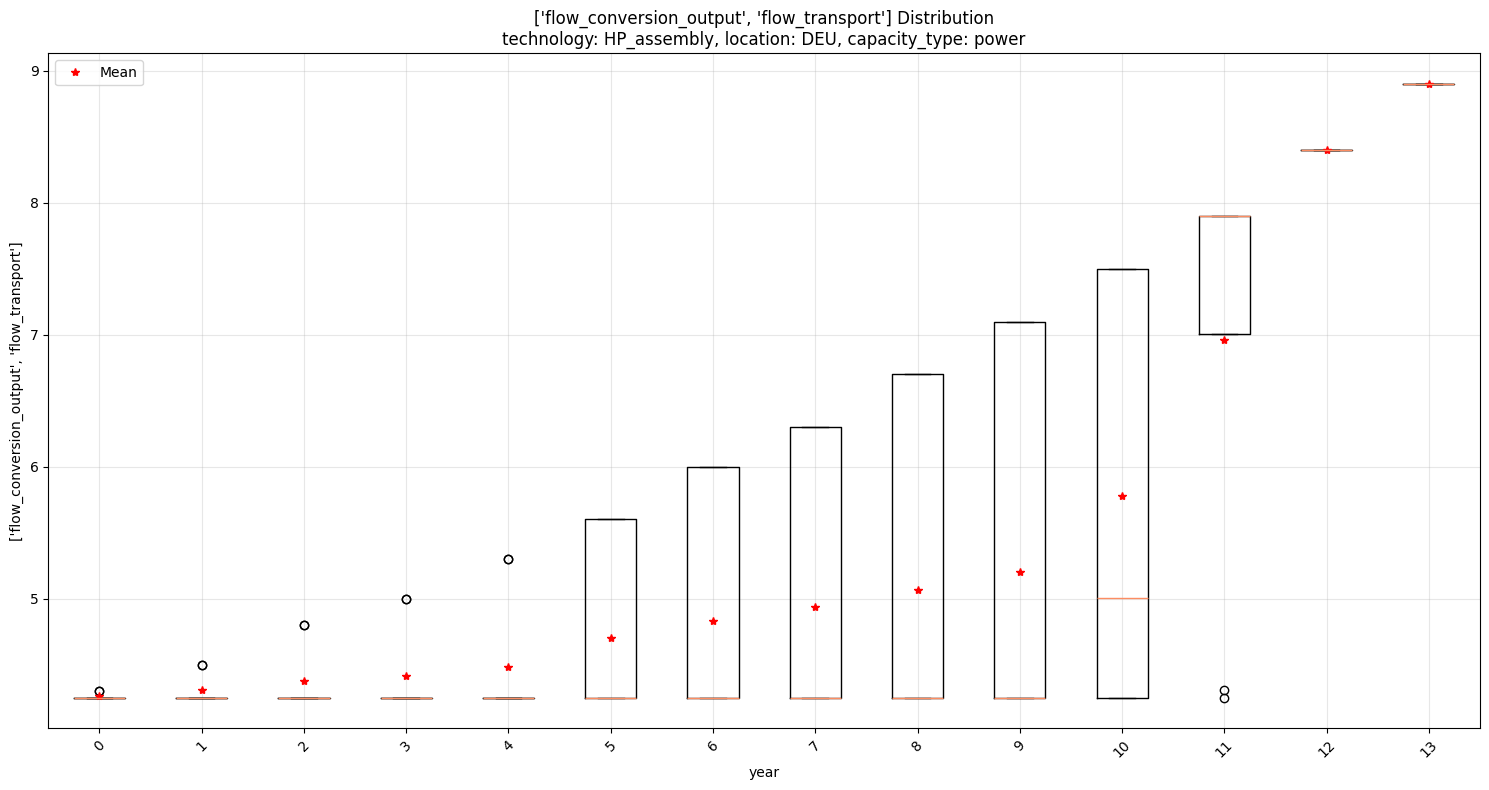 ['flow_conversion_output', 'flow_transport'] Distribution
technology: HP_assembly, location: DEU, capacity_type: power
Mean
['flow_conversion_output', 'flow_transport']
9
8
7
6
5
0 1 2 3 4 5 6 7 8 9 10 11 12 13
year